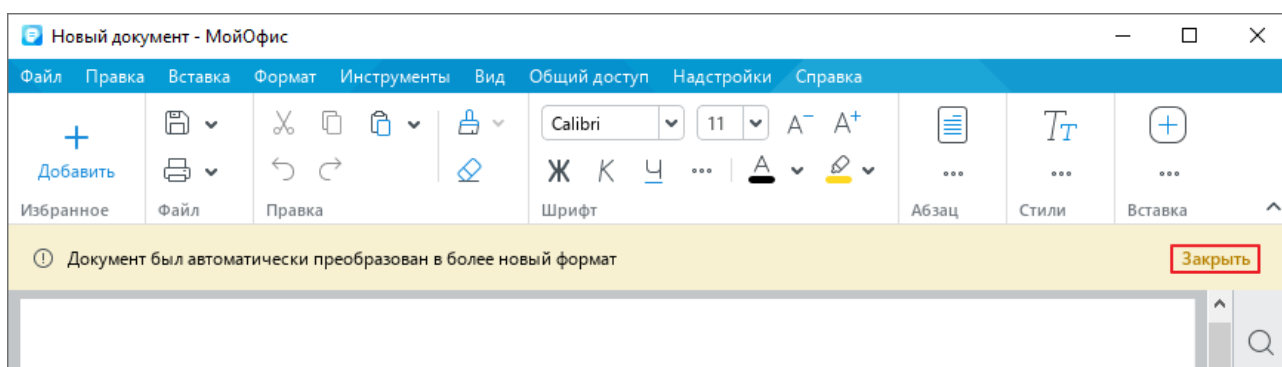 Новый документ - МойОфис
Файл Правка Вставка Формат Инструменты Вид Общий доступ Надстройки Справка
Calibri 11 A− A+
Добавить Ж К Ч A
Избранное Файл Правка Шрифт Абзац Стили Вставка
Документ был автоматически преобразован в более новый формат Закрыть